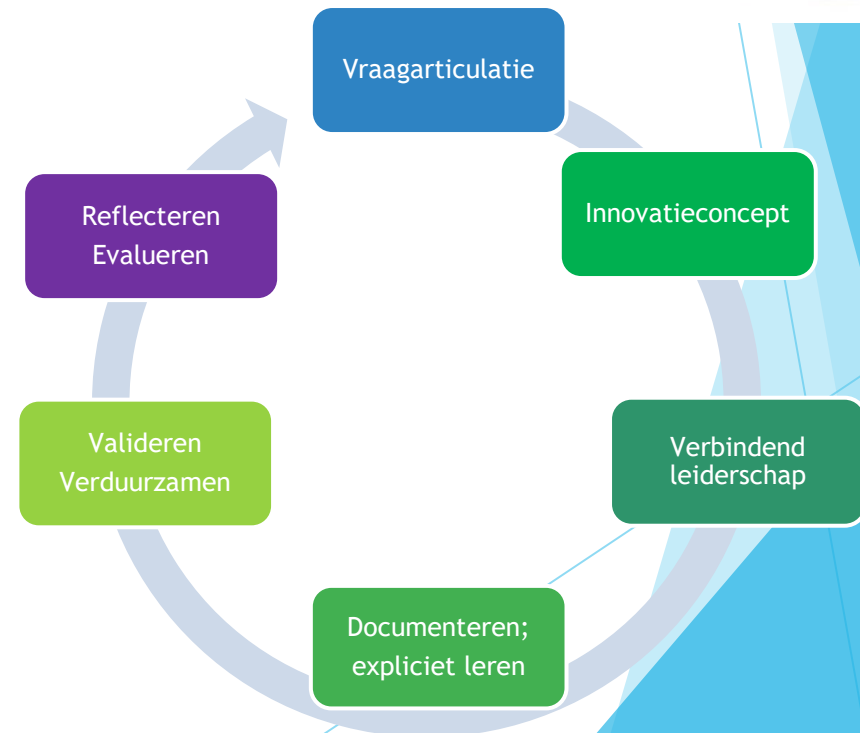 Vraagarticulatie
Innovatieconcept
Verbindend
leiderschap
Documenteren;
expliciet leren
Valideren
Verduurzamen
Reflecteren
Evalueren